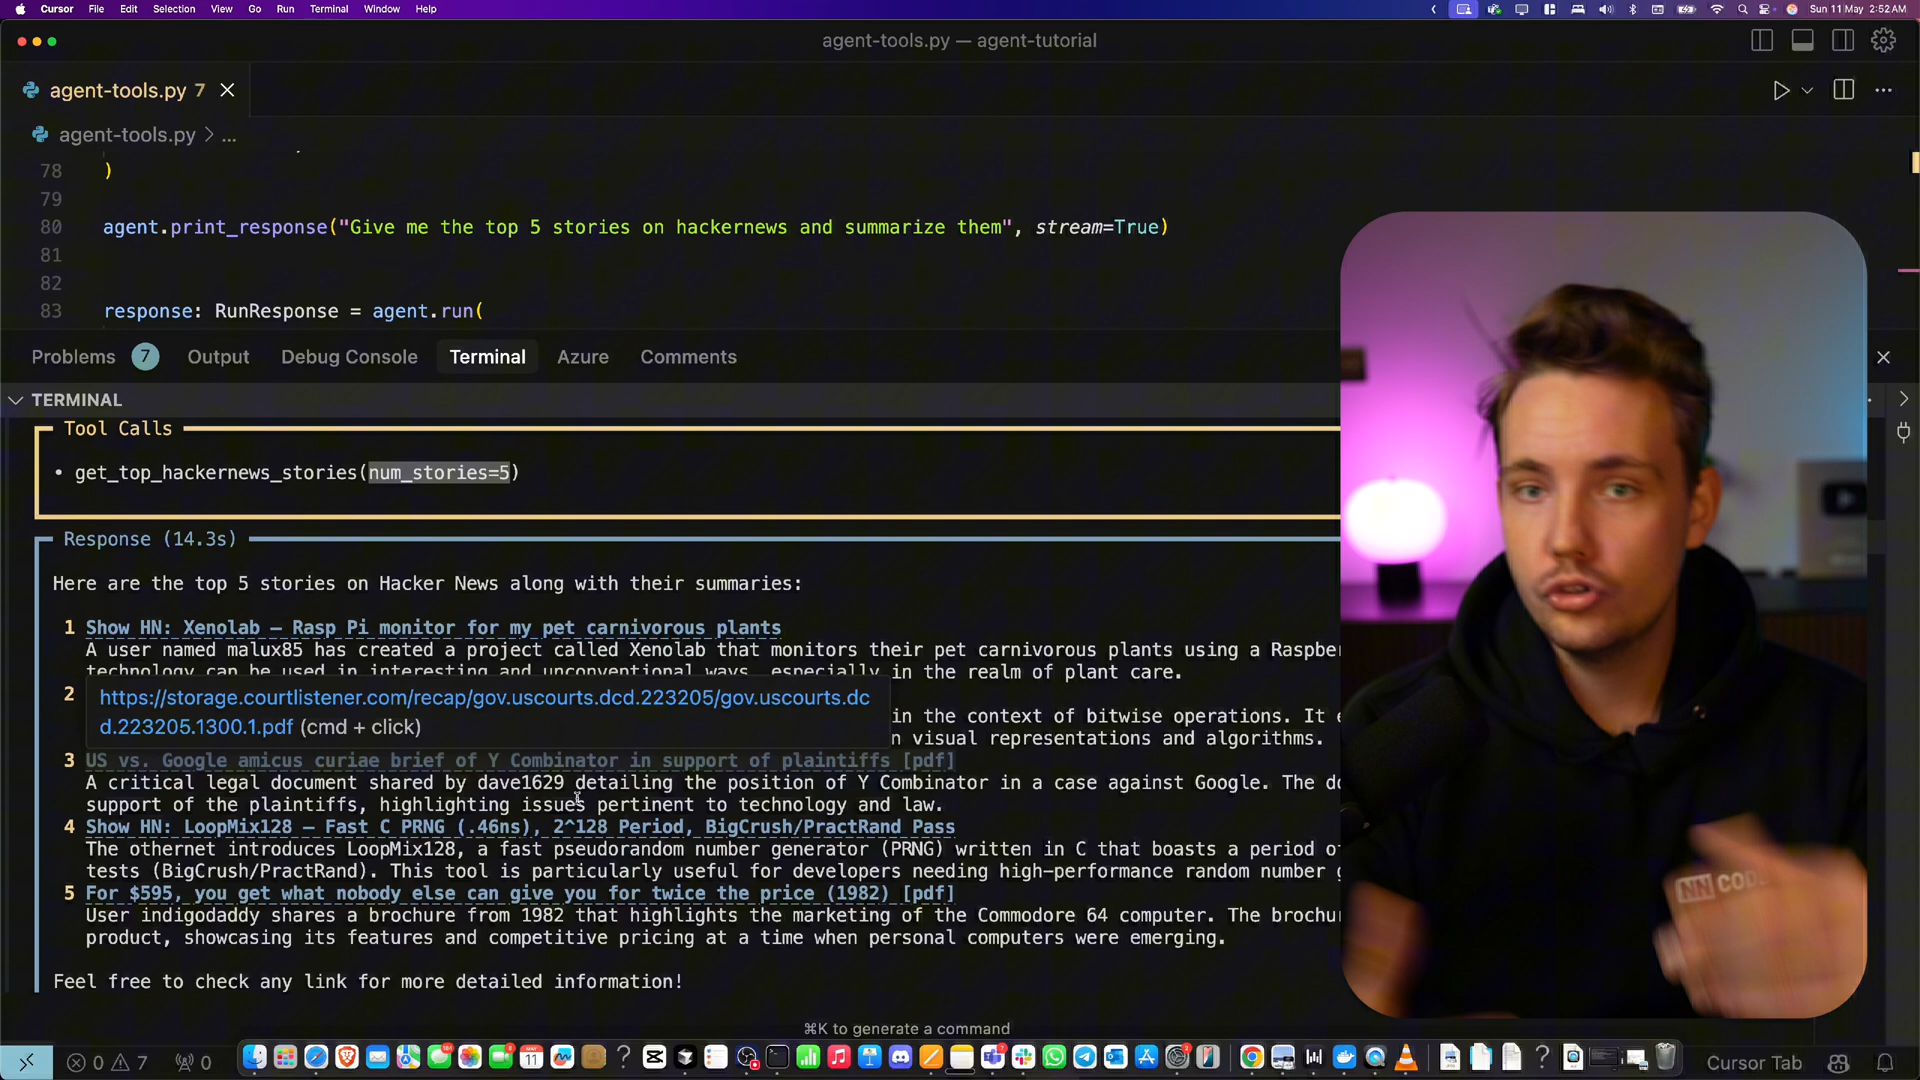 Cursor File Edit Selection View Go Run Terminal Window Help Sun 11 May 2:52 AM
agent-tools.py — agent-tutorial
agent-tools.py 7
agent-tools.py > ...
78 )
79
80 agent.print_response("Give me the top 5 stories on hackernews and summarize them", stream=True)
81
82
83 response: RunResponse = agent.run(
Problems 7 Output Debug Console Terminal Azure Comments
TERMINAL
Tool Calls
• get_top_hackernews_stories(num_stories=5)
Response (14.3s)
Here are the top 5 stories on Hacker News along with their summaries:
1 Show HN: Xenolab – Rasp Pi monitor for my pet carnivorous plants
A user named malux85 has created a project called Xenolab that monitors their pet carnivorous plants using a Raspber
technology can be used in interesting and unconventional ways, especially in the realm of plant care.
2
https://storage.courtlistener.com/recap/gov.uscourts.dcd.223205/gov.uscourts.dc
d.223205.1300.1.pdf (cmd + click)
in the context of bitwise operations. It e
n visual representations and algorithms.
3 US vs. Google amicus curiae brief of Y Combinator in support of plaintiffs [pdf]
A critical legal document shared by dave1629 detailing the position of Y Combinator in a case against Google. The do
support of the plaintiffs, highlighting issues pertinent to technology and law.
4 Show HN: LoopMix128 – Fast C PRNG (.46ns), 2^128 Period, BigCrush/PractRand Pass
The othernet introduces LoopMix128, a fast pseudorandom number generator (PRNG) written in C that boasts a period of
tests (BigCrush/PractRand). This tool is particularly useful for developers needing high-performance random number g
5 For $595, you get what nobody else can give you for twice the price (1982) [pdf]
User indigodaddy shares a brochure from 1982 that highlights the marketing of the Commodore 64 computer. The brochur
product, showcasing its features and competitive pricing at a time when personal computers were emerging.
Feel free to check any link for more detailed information!
⌘K to generate a command
0 7 0 Cursor Tab